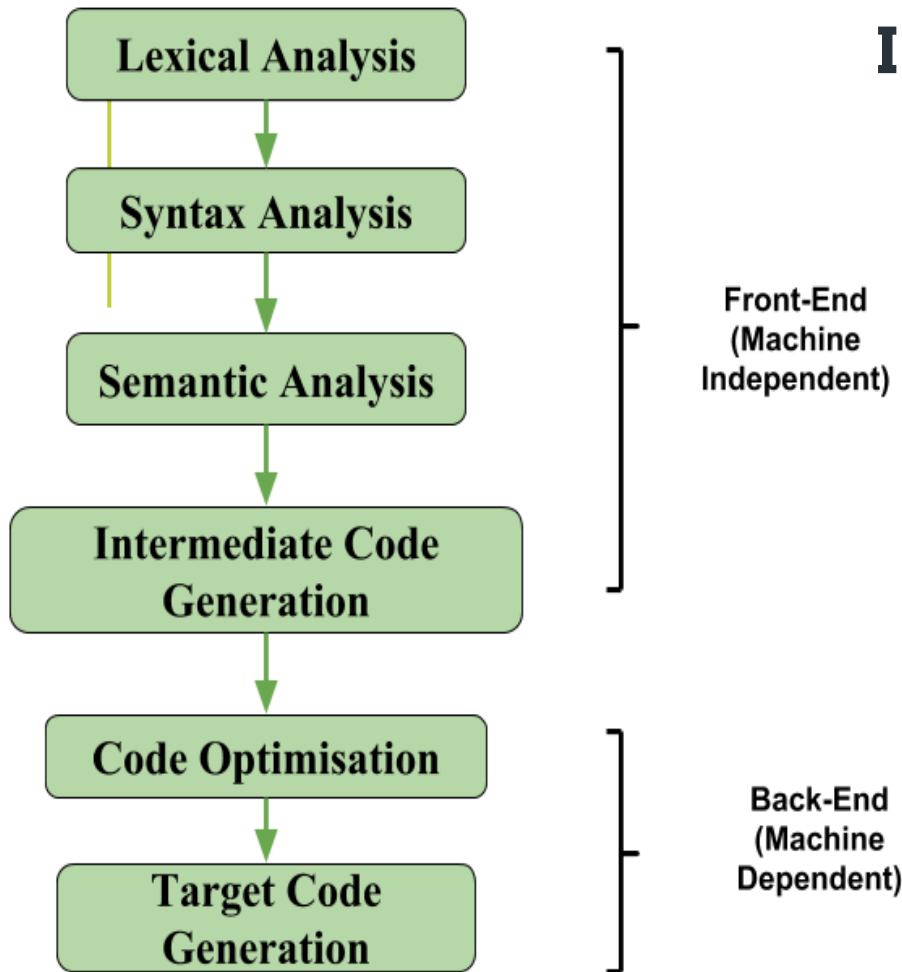 Lexical Analysis
I
Syntax Analysis
Semantic Analysis
Intermediate Code
Generation
Front-End
(Machine
Independent)
Code Optimisation
Target Code
Generation
Back-End
(Machine
Dependent)